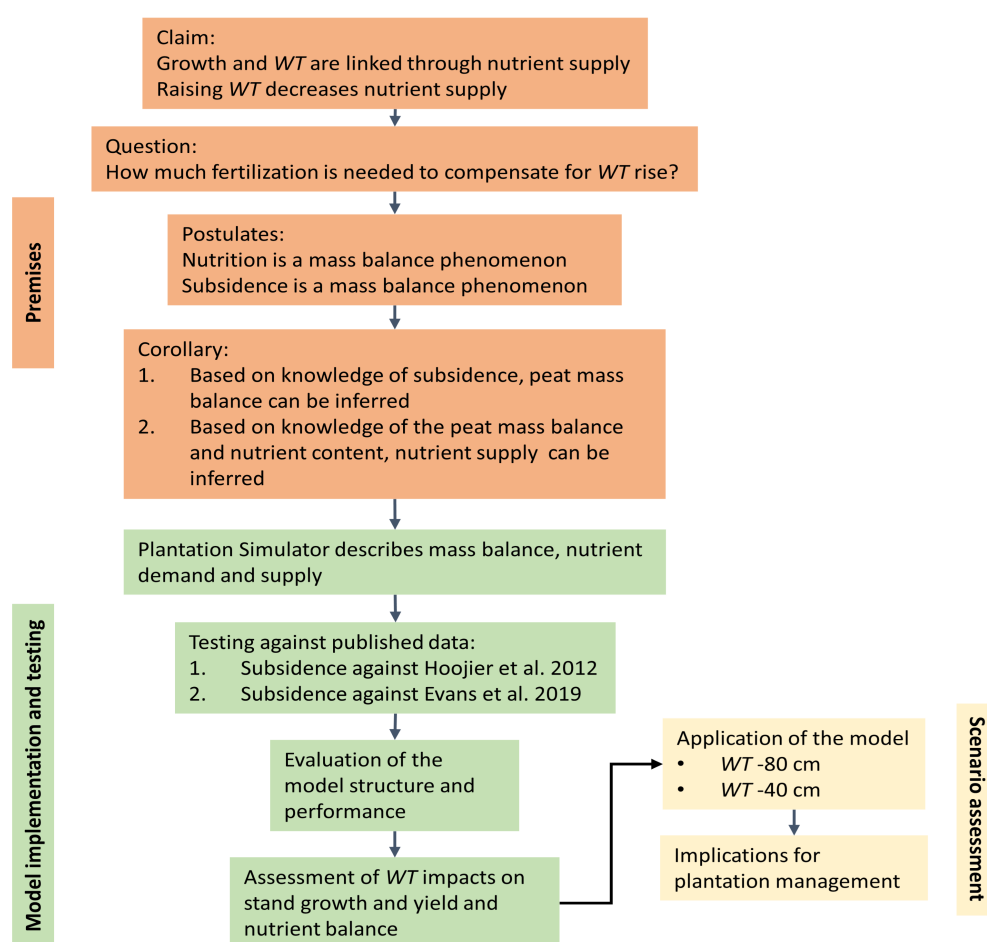 Claim:
Growth and WT are linked through nutrient supply
Raising WT decreases nutrient supply
Question:
How much fertilization is needed to compensate for WT rise?
Premises
Postulates:
Nutrition is a mass balance phenomenon
Subsidence is a mass balance phenomenon
Corollary:
1. Based on knowledge of subsidence, peat mass
balance can be inferred
2. Based on knowledge of the peat mass balance
and nutrient content, nutrient supply can be
inferred
Plantation Simulator describes mass balance, nutrient
demand and supply
Model implementation and testing
Testing against published data:
1. Subsidence against Hoojier et al. 2012
2. Subsidence against Evans et al. 2019
Evaluation of the
model structure and
performance
Assessment of WT impacts on
stand growth and yield and
nutrient balance
Application of the model
• WT -80 cm
• WT -40 cm
Implications for
plantation management
Scenario assessment